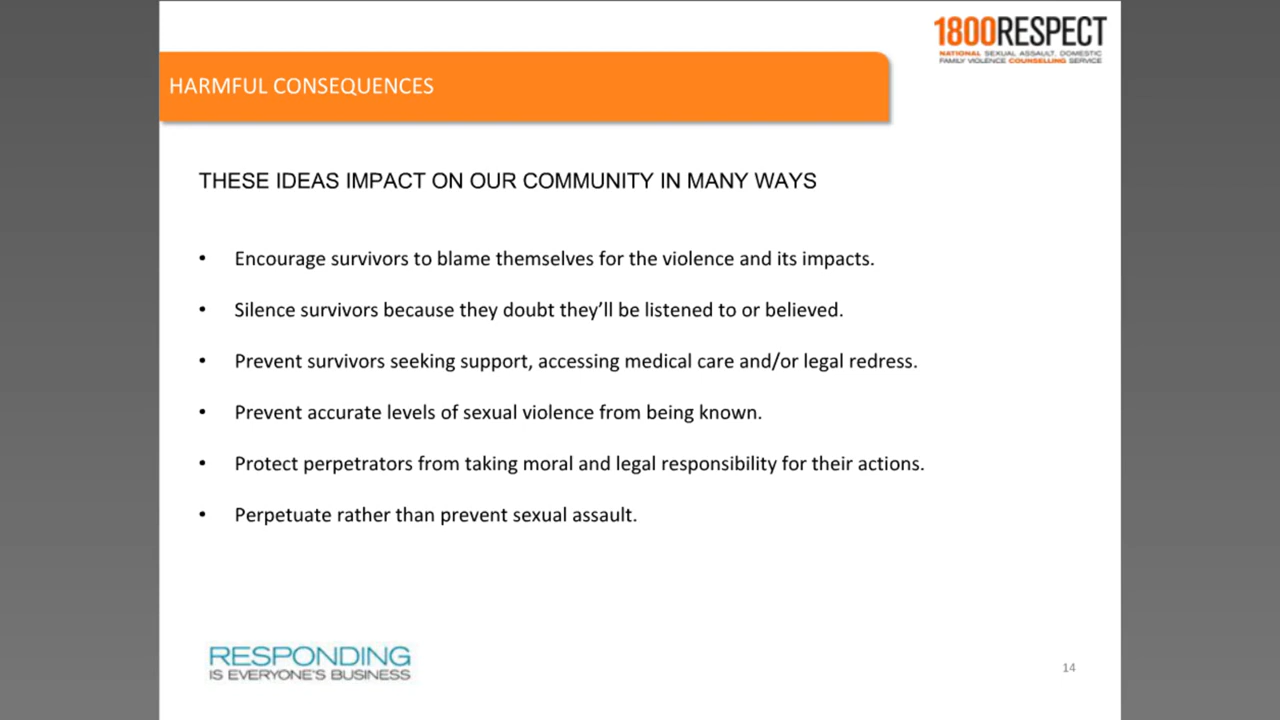 1800RESPECT
NATIONAL SEXUAL ASSAULT, DOMESTIC
FAMILY VIOLENCE COUNSELLING SERVICE
HARMFUL CONSEQUENCES
THESE IDEAS IMPACT ON OUR COMMUNITY IN MANY WAYS
• Encourage survivors to blame themselves for the violence and its impacts.
• Silence survivors because they doubt they’ll be listened to or believed.
• Prevent survivors seeking support, accessing medical care and/or legal redress.
• Prevent accurate levels of sexual violence from being known.
• Protect perpetrators from taking moral and legal responsibility for their actions.
• Perpetuate rather than prevent sexual assault.
RESPONDING
IS EVERYONE'S BUSINESS
14